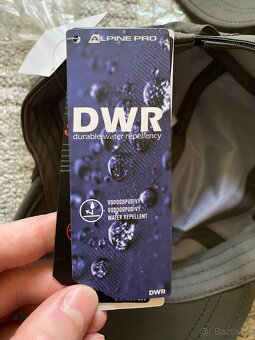 ALPINE PRO
DWR
durable water repellency
VODOODPUDIVÝ
VODOODPUDIVÝ
WATER REPELLENT
DWR